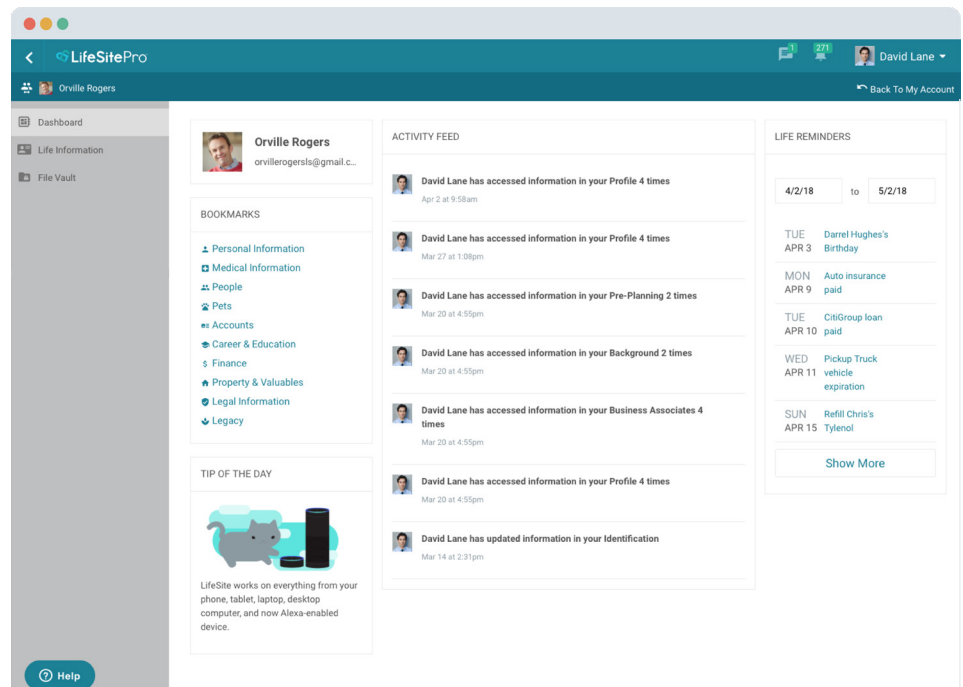 LifeSitePro
1
271
David Lane
Orville Rogers
Back To My Account
Dashboard
Life Information
File Vault
Orville Rogers
orvillerogersls@gmail.c...
BOOKMARKS
Personal Information
Medical Information
People
Pets
Accounts
Career & Education
Finance
Property & Valuables
Legal Information
Legacy
TIP OF THE DAY
LifeSite works on everything from your
phone, tablet, laptop, desktop
computer, and now Alexa-enabled
device.
ACTIVITY FEED
David Lane has accessed information in your Profile 4 times
Apr 2 at 9:58am
David Lane has accessed information in your Profile 4 times
Mar 27 at 1:08pm
David Lane has accessed information in your Pre-Planning 2 times
Mar 20 at 4:55pm
David Lane has accessed information in your Background 2 times
Mar 20 at 4:55pm
David Lane has accessed information in your Business Associates 4
times
Mar 20 at 4:55pm
David Lane has accessed information in your Profile 4 times
Mar 20 at 4:55pm
David Lane has updated information in your Identification
Mar 14 at 2:31pm
LIFE REMINDERS
4/2/18 to 5/2/18
TUE Darrel Hughes's
APR 3 Birthday
MON Auto insurance
APR 9 paid
TUE CitiGroup loan
APR 10 paid
WED Pickup Truck
APR 11 vehicle
expiration
SUN Refill Chris's
APR 15 Tylenol
Show More
Help